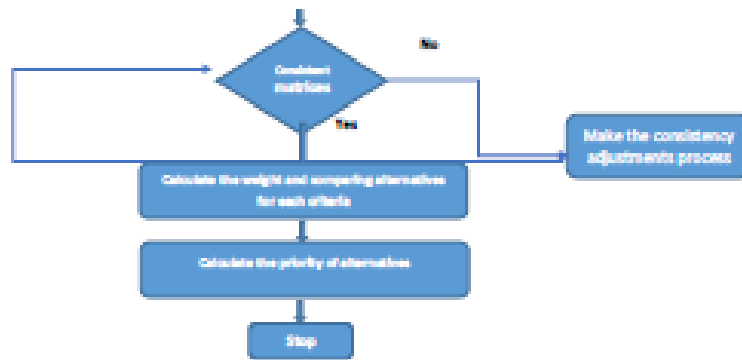 No
Consistent
matrices
Yes
Make the consistency
adjustments process
Calculate the weight and comparing alternatives
for each criteria
Calculate the priority of alternatives
Stop